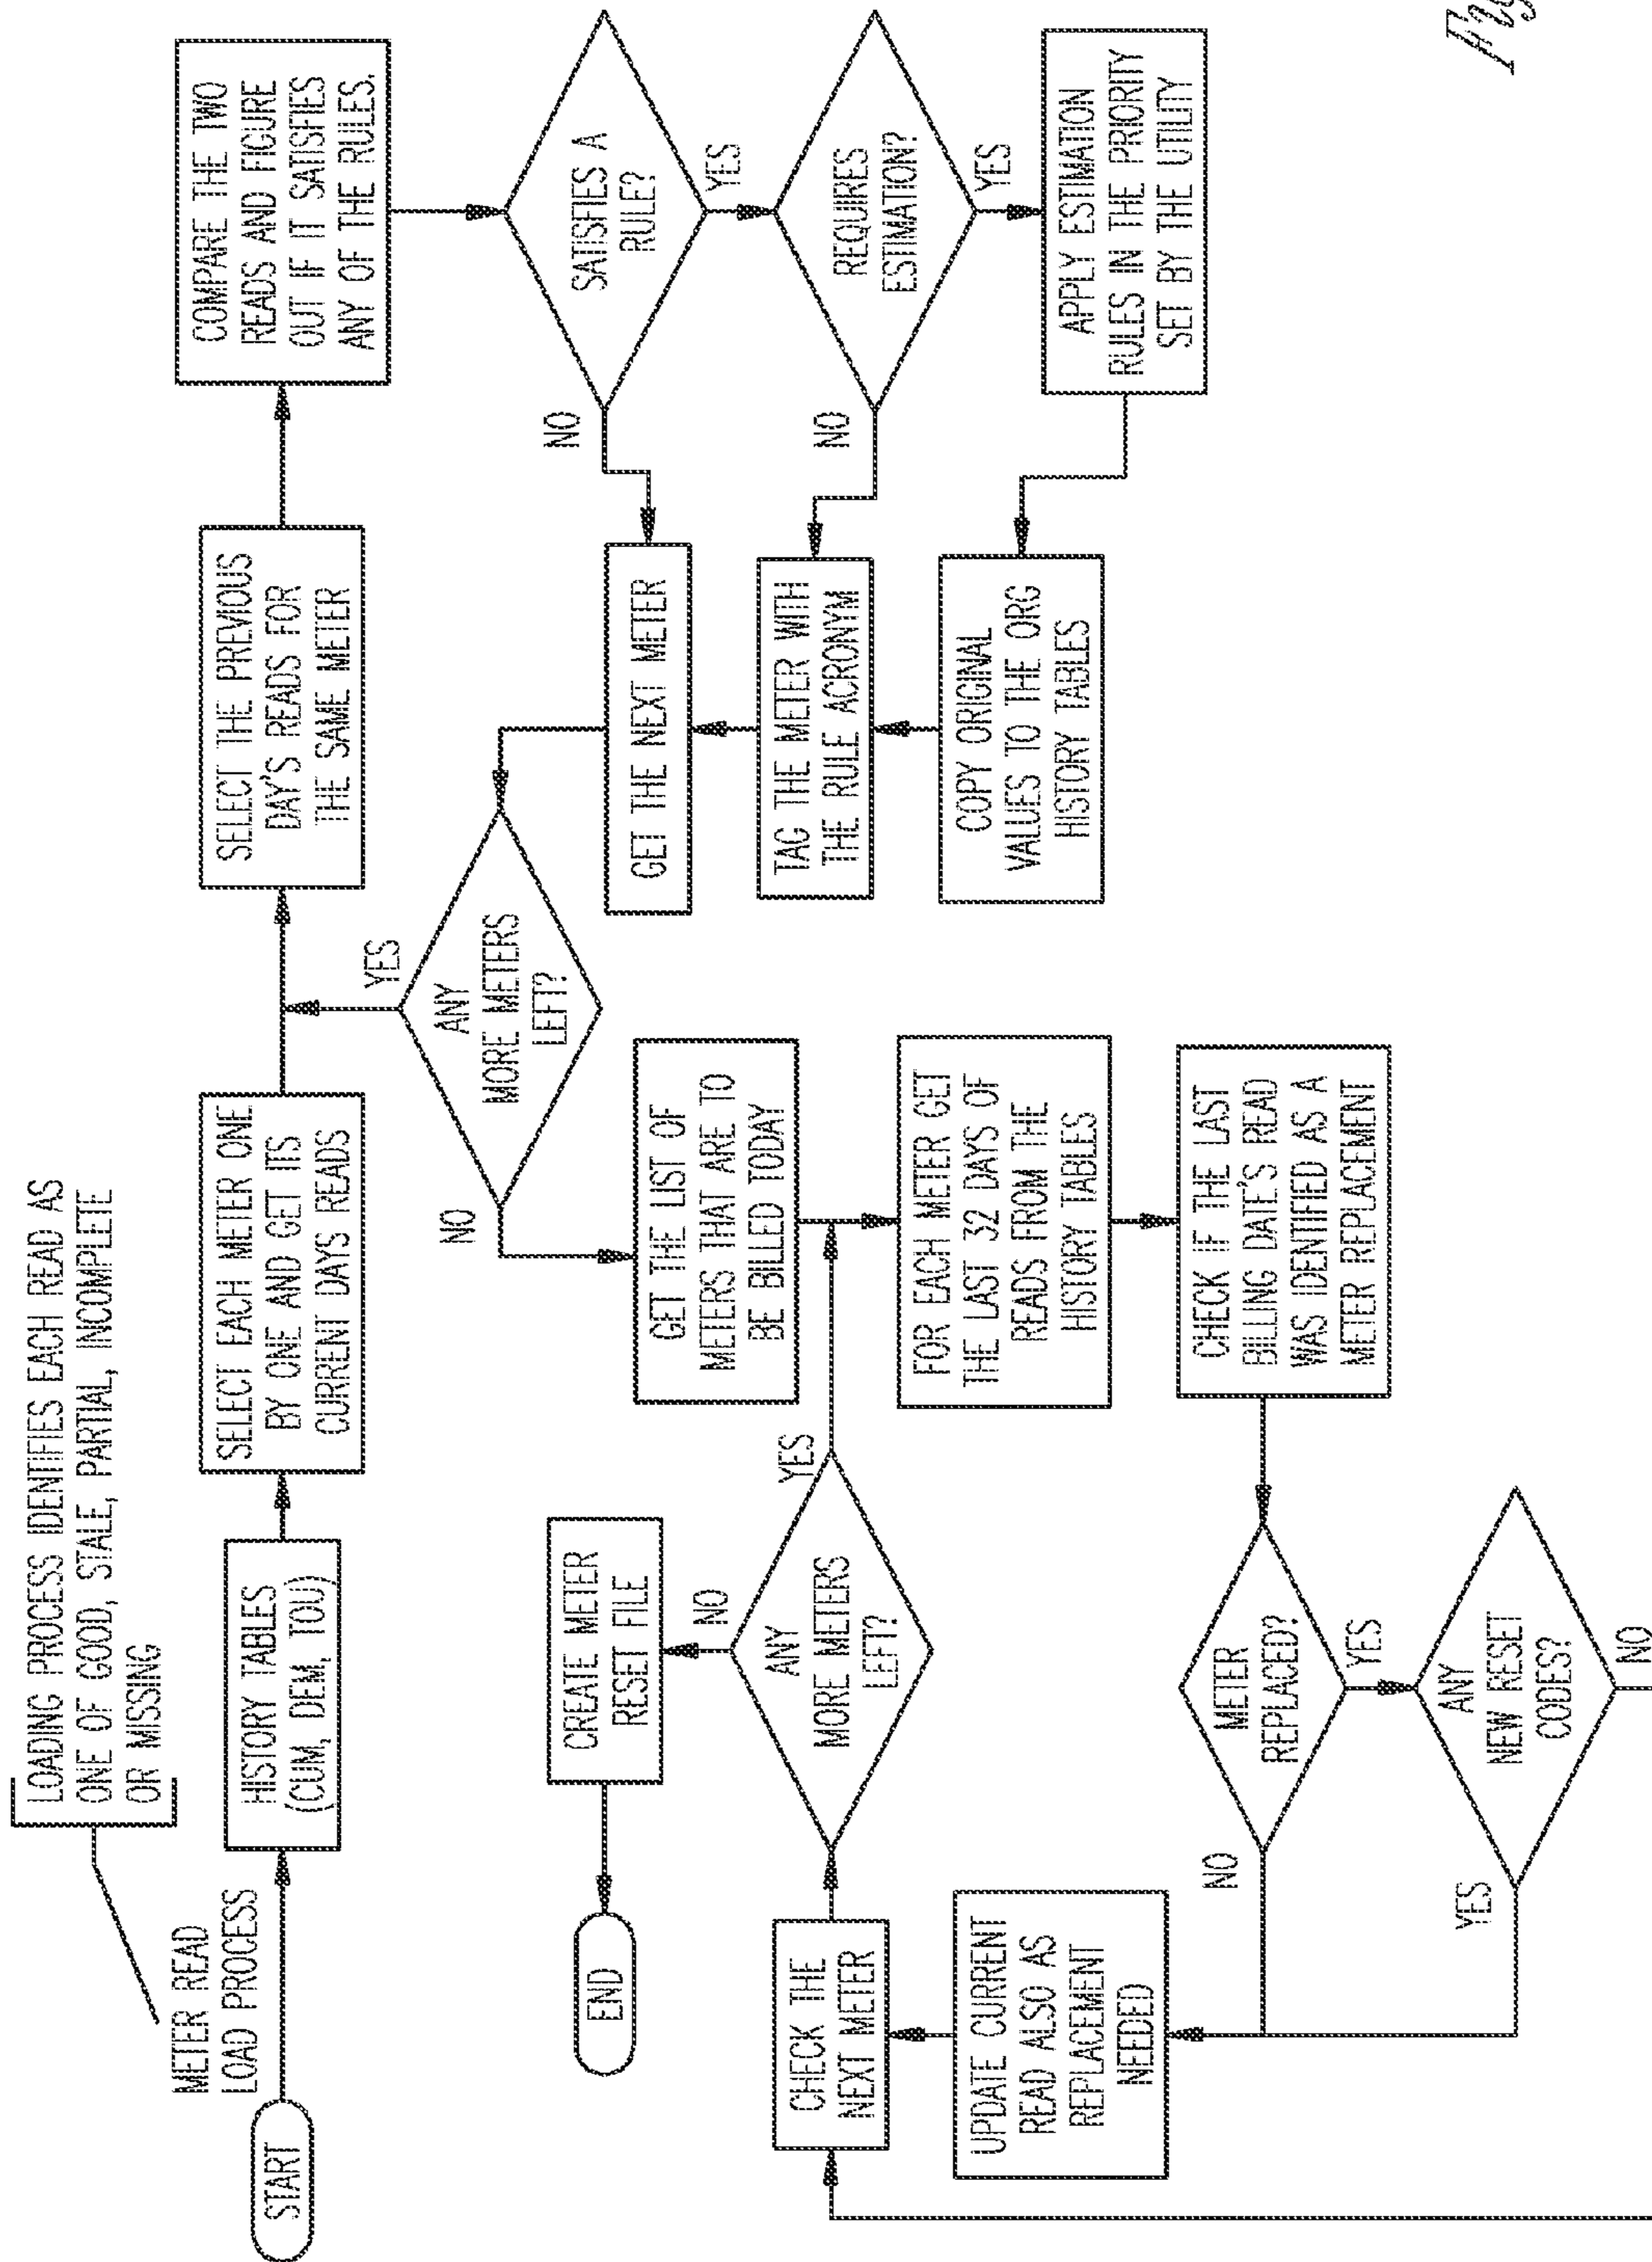 LOADING PROCESS IDENTIFIES EACH READ AS
ONE OF GOOD, STALE, PARTIAL, INCOMPLETE
OR MISSING
METER READ
LOAD PROCESS
START
HISTORY TABLES
(CUM, DEM, TOU)
SELECT EACH METER ONE
BY ONE AND GET ITS
CURRENT DAYS READS
SELECT THE PREVIOUS
DAY'S READS FOR
THE SAME METER
COMPARE THE TWO
READS AND FIGURE
OUT IF IT SATISFIES
ANY OF THE RULES.
SATISFIES A
RULE?
NO
YES
REQUIRES
ESTIMATION?
NO
YES
APPLY ESTIMATION
RULES IN THE PRIORITY
SET BY THE UTILITY
COPY ORIGINAL
VALUES TO THE ORG
HISTORY TABLES
TAG THE METER WITH
THE RULE ACRONYM
GET THE NEXT METER
ANY
MORE METERS
LEFT?
YES
NO
GET THE LIST OF
METERS THAT ARE TO
BE BILLED TODAY
FOR EACH METER GET
THE LAST 32 DAYS OF
READS FROM THE
HISTORY TABLES
CHECK IF THE LAST
BILLING DATE'S READ
WAS IDENTIFIED AS A
METER REPLACEMENT
METER
REPLACED?
NO
YES
ANY
NEW RESET
CODES?
YES
NO
UPDATE CURRENT
READ ALSO AS
REPLACEMENT
NEEDED
CHECK THE
NEXT METER
ANY
MORE METERS
LEFT?
YES
NO
CREATE METER
RESET FILE
END